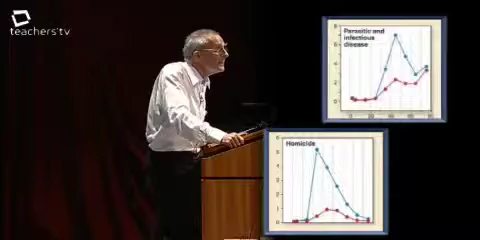 teachers'tv
Parasitic and
infectious
disease
Homicide